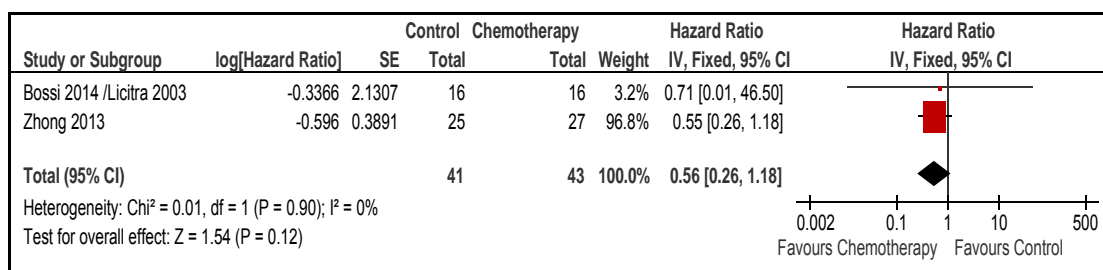 Control Chemotherapy Hazard Ratio Hazard Ratio
Study or Subgroup log[Hazard Ratio] SE Total Total Weight IV, Fixed, 95% CI IV, Fixed, 95% CI
Bossi 2014 /Licitra 2003 -0.3366 2.1307 16 16 3.2% 0.71 [0.01, 46.50]
Zhong 2013 -0.596 0.3891 25 27 96.8% 0.55 [0.26, 1.18]
Total (95% CI) 41 43 100.0% 0.56 [0.26, 1.18]
Heterogeneity: Chi² = 0.01, df = 1 (P = 0.90); I² = 0%
Test for overall effect: Z = 1.54 (P = 0.12)
0.002 0.1 1 10 500
Favours Chemotherapy Favours Control